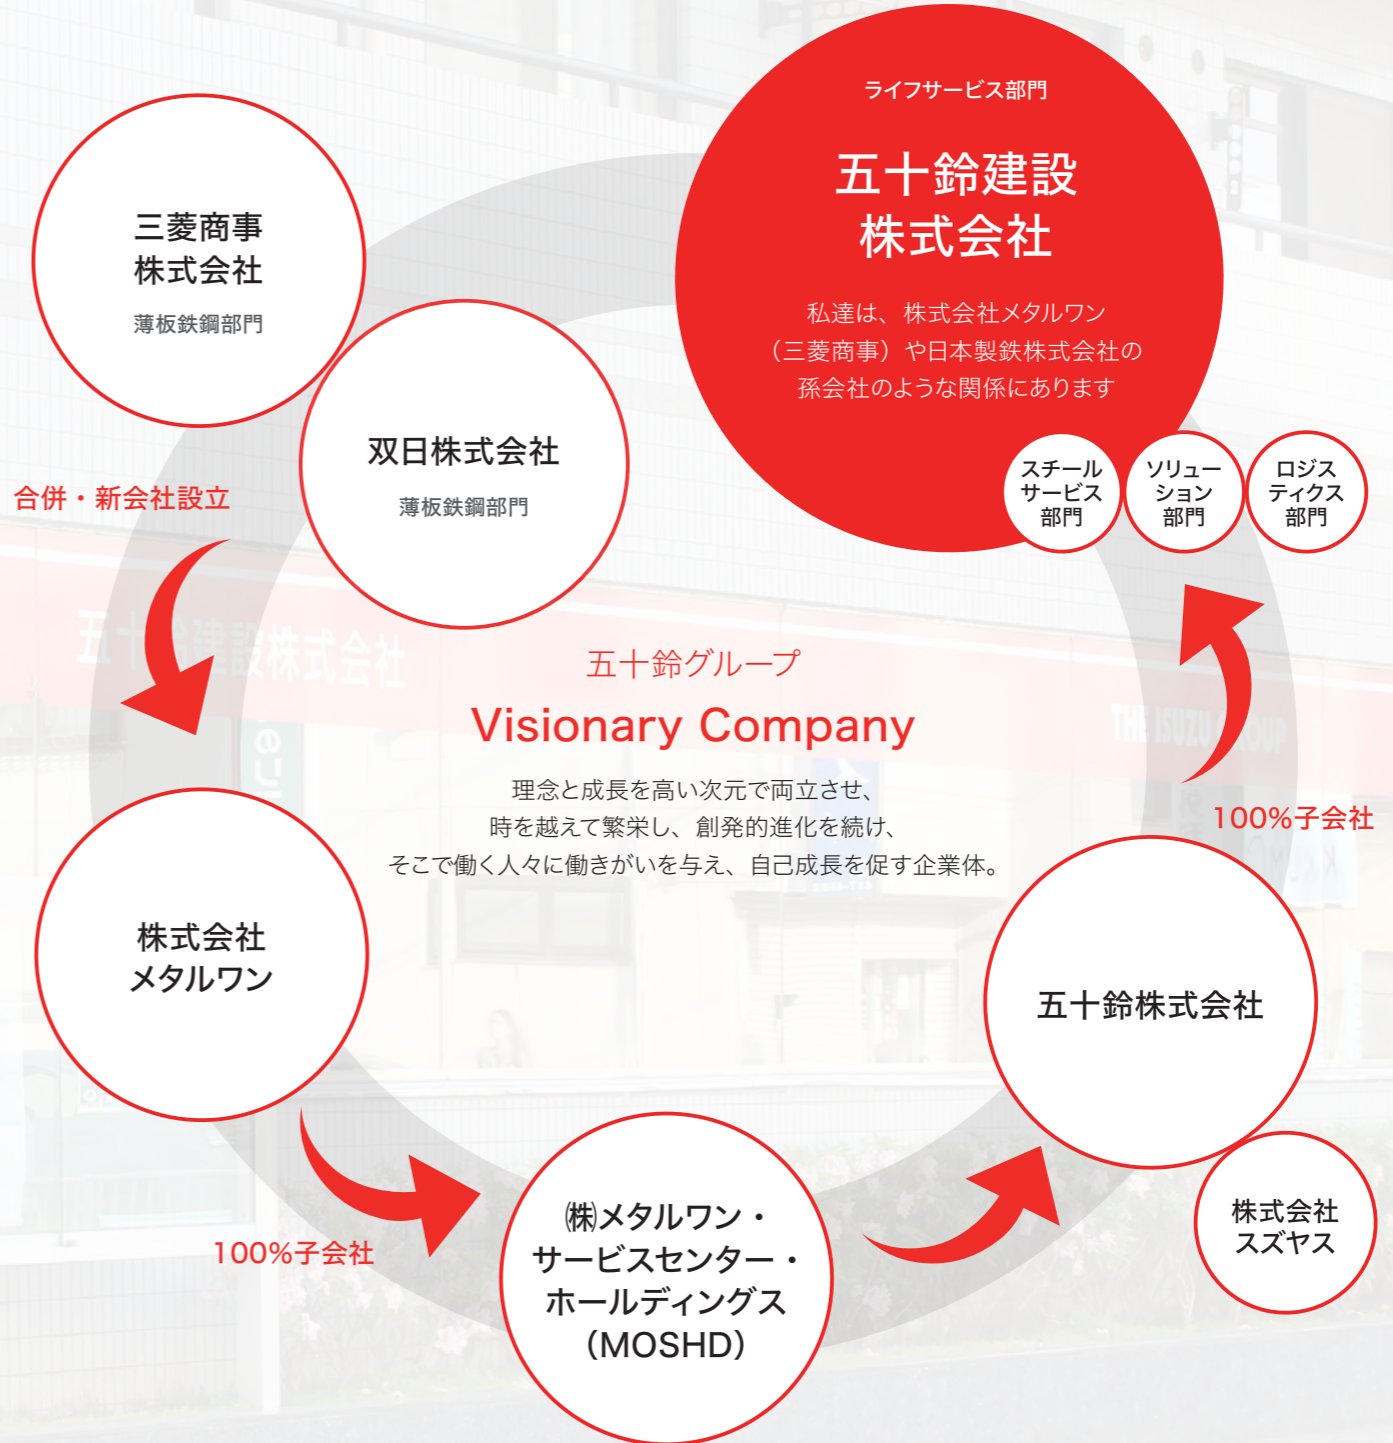 ライフサービス部門
五十鈴建設
株式会社
私達は、株式会社メタルワン
（三菱商事）や日本製鉄株式会社の
孫会社のような関係にあります
三菱商事
株式会社
薄板鉄鋼部門
双日株式会社
薄板鉄鋼部門
スチール
サービス
部門
ソリュー
ション
部門
ロジス
ティクス
部門
合併・新会社設立
五十鈴建設株式会社
THE ISUZU GROUP
五十鈴グループ
Visionary Company
理念と成長を高い次元で両立させ、
時を越えて繁栄し、創発的進化を続け、
そこで働く人々に働きがいを与え、自己成長を促す企業体。
100%子会社
株式会社
メタルワン
五十鈴株式会社
100%子会社
㈱メタルワン・
サービスセンター・
ホールディングス
（MOSHD）
株式会社
スズヤス